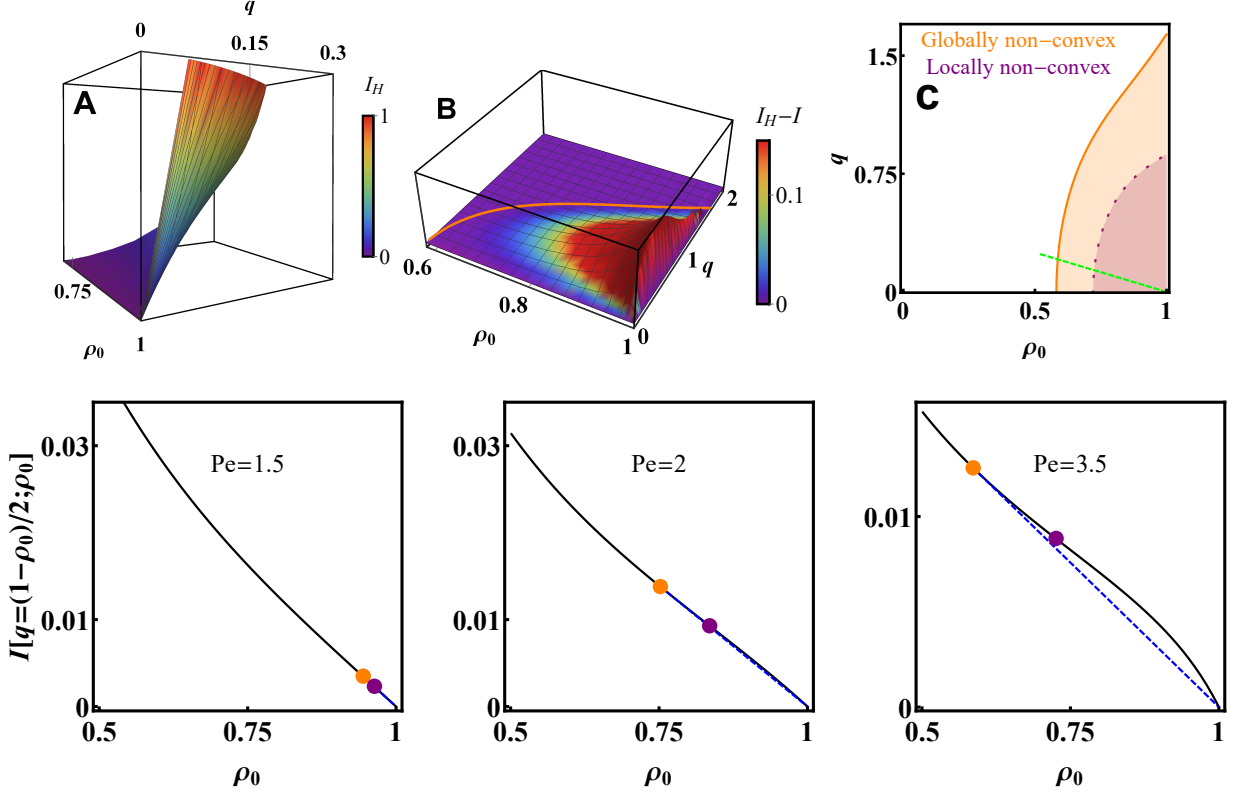 q
0
0.15
0.3
A
I_H
1
0
0.75
ρ₀
1
B
I_H−I
0.1
0
0.6
0.8
1
ρ₀
0
1
q
2
Globally non−convex
Locally non−convex
C
1.5
0.75
0
q
0
0.5
1
ρ₀
I[q=(1−ρ₀)/2;ρ₀]
Pe=1.5
0.03
0.01
0
0.5
0.75
1
ρ₀
Pe=2
0.03
0.01
0
0.5
0.75
1
ρ₀
Pe=3.5
0.01
0
0.5
0.75
1
ρ₀